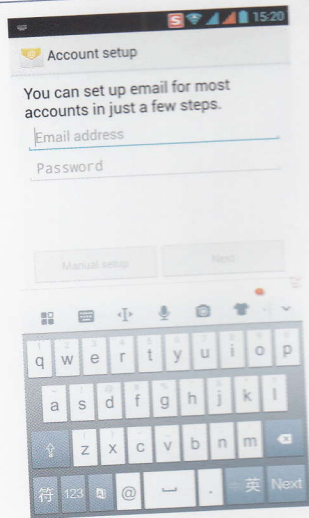 15:20
Account setup
You can set up email for most
accounts in just a few steps.
Email address
Password
Manual setup
Next
q w e r t y u i o p
a s d f g h j k l
z x c v b n m
符 123 @ . 英 Next